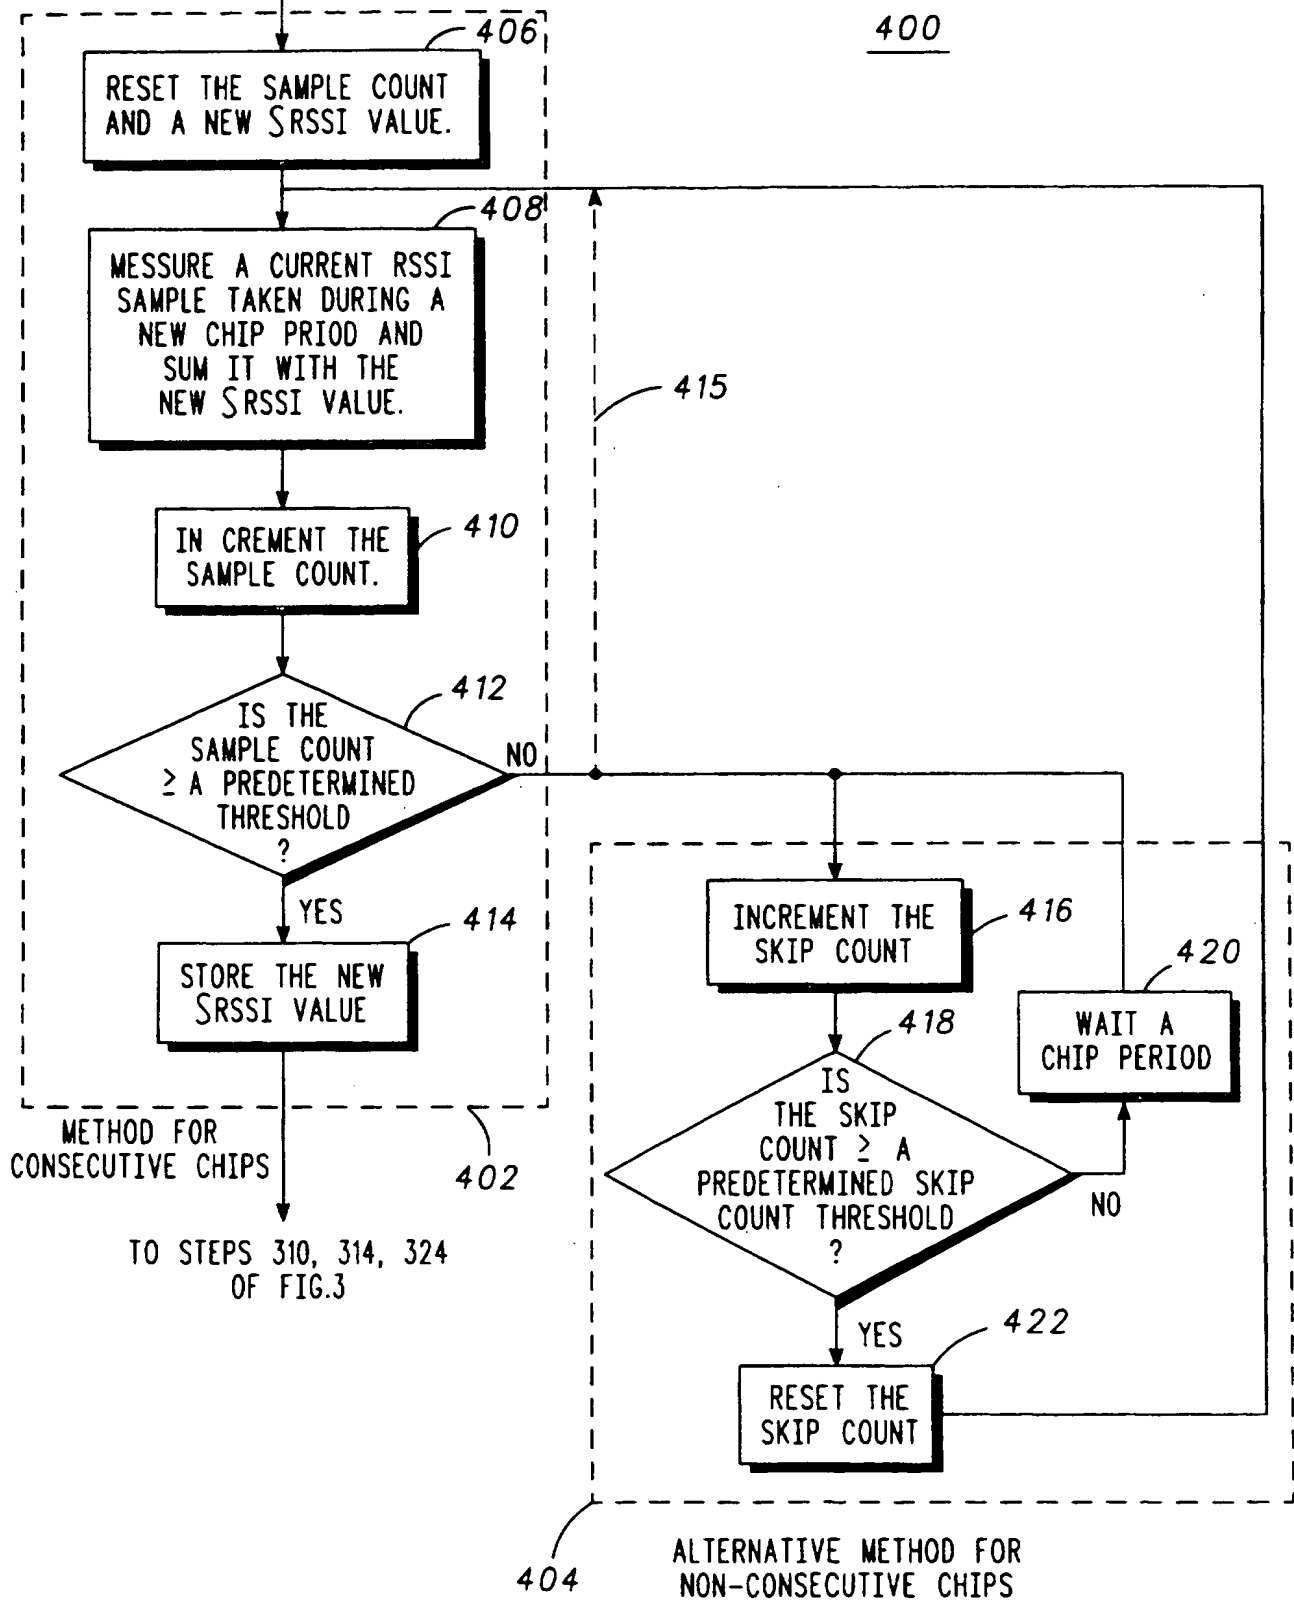 400
406
RESET THE SAMPLE COUNT
AND A NEW SRSSI VALUE.
408
MESSURE A CURRENT RSSI
SAMPLE TAKEN DURING A
NEW CHIP PRIOD AND
SUM IT WITH THE
NEW SRSSI VALUE.
415
410
IN CREMENT THE
SAMPLE COUNT.
412
IS THE
SAMPLE COUNT
≥ A PREDETERMINED
THRESHOLD
?
NO
YES
414
STORE THE NEW
SRSSI VALUE
METHOD FOR
CONSECUTIVE CHIPS
402
TO STEPS 310, 314, 324
OF FIG.3
INCREMENT THE
SKIP COUNT
416
420
WAIT A
CHIP PERIOD
418
IS
THE SKIP
COUNT ≥ A
PREDETERMINED SKIP
COUNT THRESHOLD
?
NO
YES
422
RESET THE
SKIP COUNT
404
ALTERNATIVE METHOD FOR
NON-CONSECUTIVE CHIPS